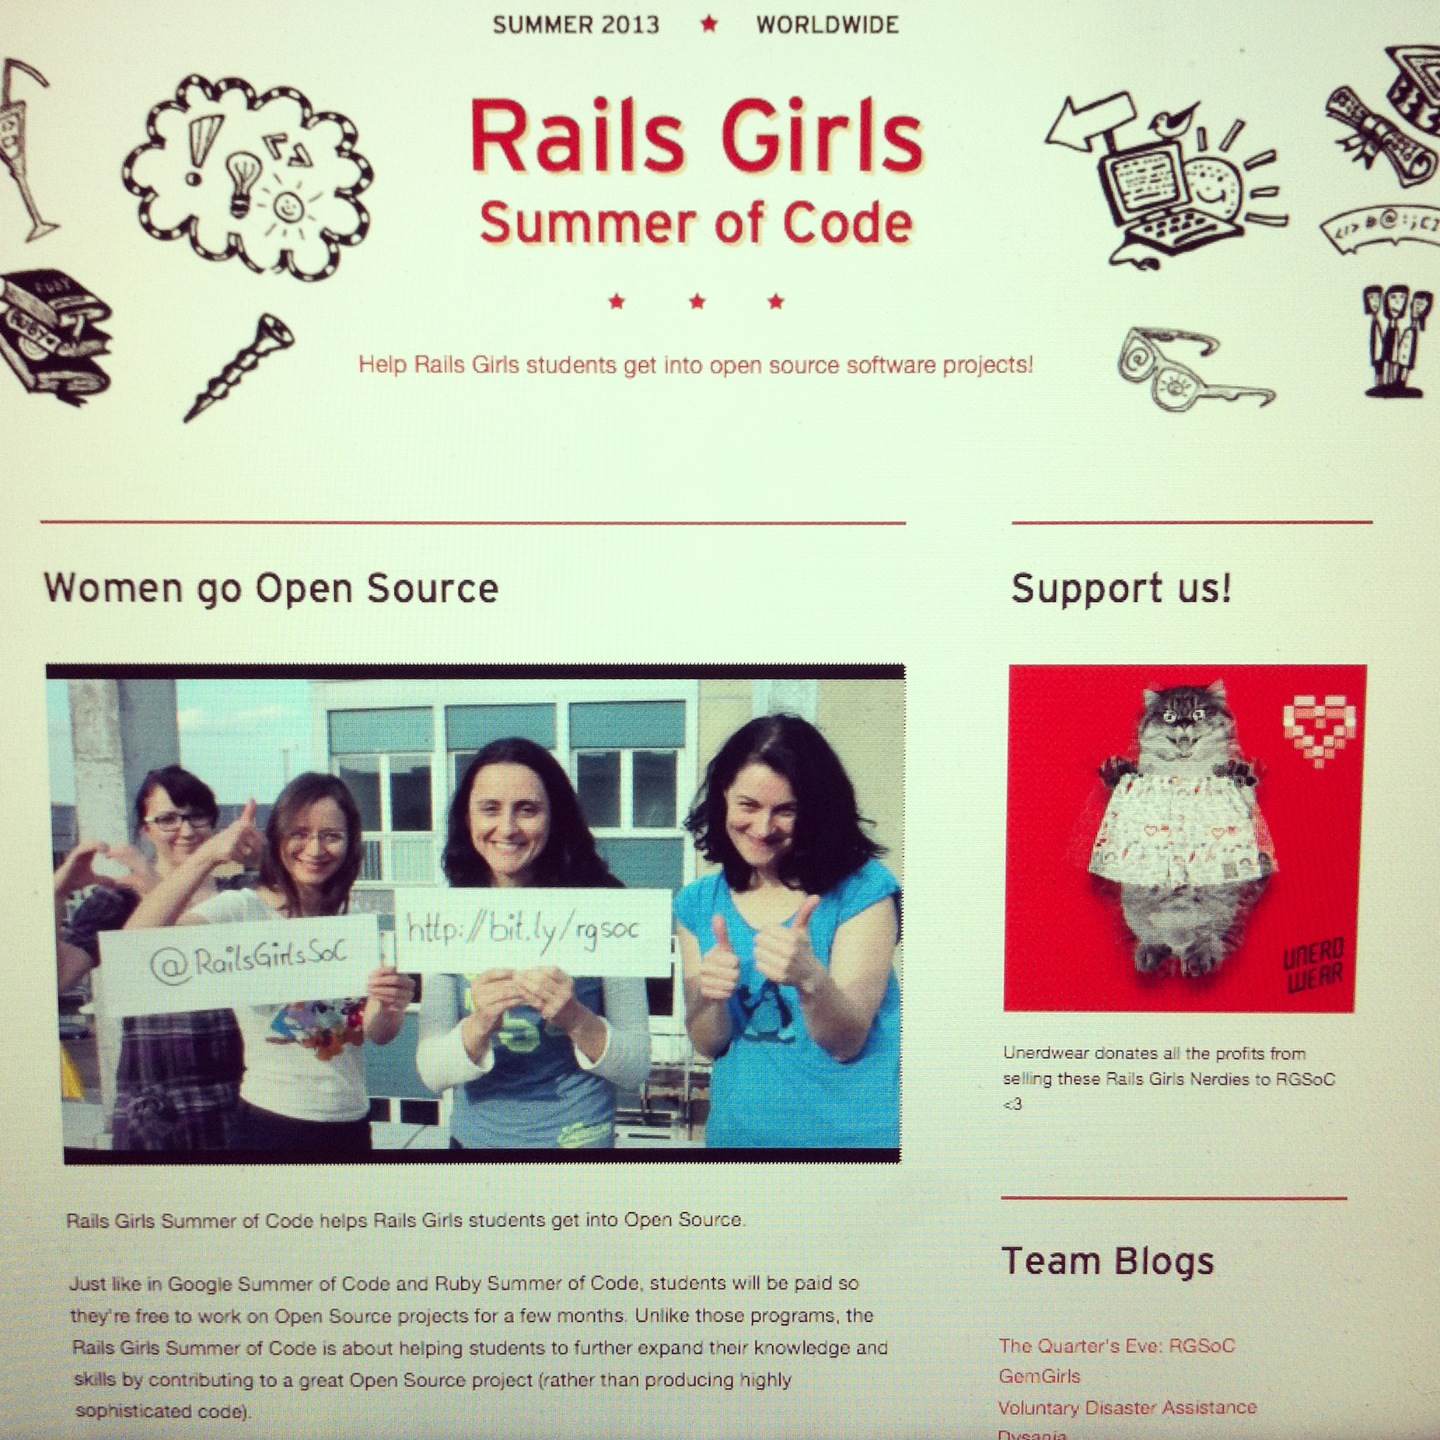 SUMMER 2013 ★ WORLDWIDE
Rails Girls
Summer of Code
Help Rails Girls students get into open source software projects!
RUBY
RUBY
Women go Open Source
@RailsGirlsSoC
http://bit.ly/rgsoc
Rails Girls Summer of Code helps Rails Girls students get into Open Source.
Just like in Google Summer of Code and Ruby Summer of Code, students will be paid so
they're free to work on Open Source projects for a few months. Unlike those programs, the
Rails Girls Summer of Code is about helping students to further expand their knowledge and
skills by contributing to a great Open Source project (rather than producing highly
sophisticated code).
Support us!
UNERD
WEAR
Unerdwear donates all the profits from
selling these Rails Girls Nerdies to RGSoC
<3
Team Blogs
The Quarter's Eve: RGSoC
GemGirls
Voluntary Disaster Assistance
Dysania